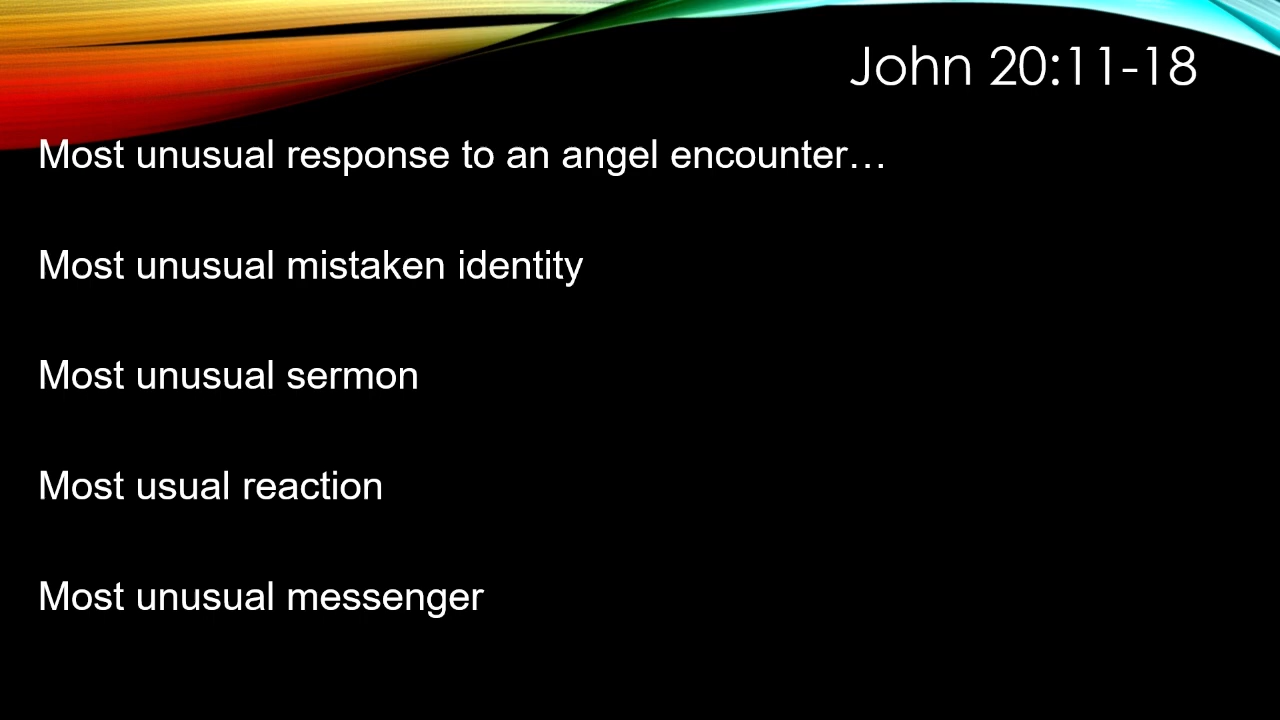 John 20:11-18
Most unusual response to an angel encounter…
Most unusual mistaken identity
Most unusual sermon
Most usual reaction
Most unusual messenger